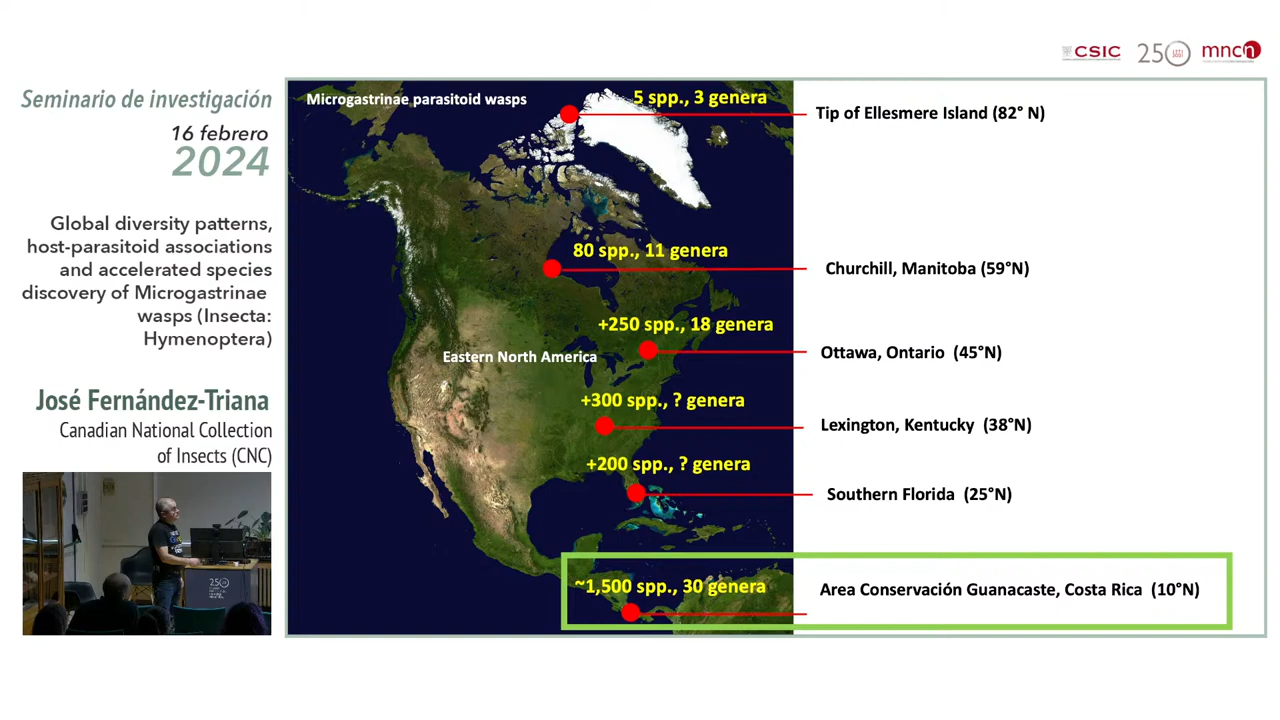 CSIC
250
mncn
Seminario de investigación
16 febrero
2024
Global diversity patterns,
host-parasitoid associations
and accelerated species
discovery of Microgastrinae
wasps (Insecta:
Hymenoptera)
José Fernández-Triana
Canadian National Collection
of Insects (CNC)
250
Microgastrinae parasitoid wasps
5 spp., 3 genera
Tip of Ellesmere Island (82° N)
80 spp., 11 genera
Churchill, Manitoba (59°N)
+250 spp., 18 genera
Ottawa, Ontario (45°N)
Eastern North America
+300 spp., ? genera
Lexington, Kentucky (38°N)
+200 spp., ? genera
Southern Florida (25°N)
~1,500 spp., 30 genera
Area Conservación Guanacaste, Costa Rica (10°N)